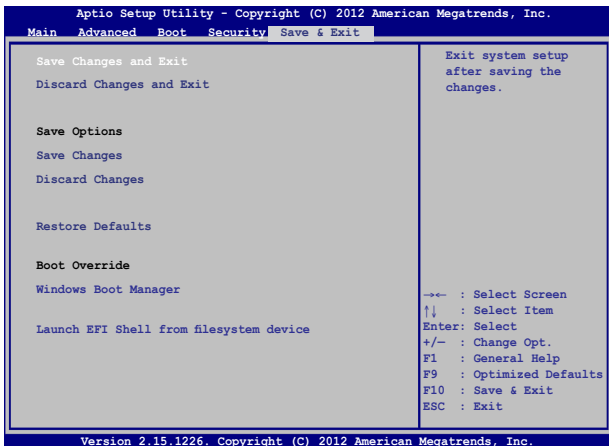 Aptio Setup Utility - Copyright (C) 2012 American Megatrends, Inc.
Main Advanced Boot Security Save & Exit
Save Changes and Exit
Discard Changes and Exit
Save Options
Save Changes
Discard Changes
Restore Defaults
Boot Override
Windows Boot Manager
Launch EFI Shell from filesystem device
Exit system setup
after saving the
changes.
→← : Select Screen
↑↓ : Select Item
Enter: Select
+/— : Change Opt.
F1 : General Help
F9 : Optimized Defaults
F10 : Save & Exit
ESC : Exit
Version 2.15.1226. Copyright (C) 2012 American Megatrends, Inc.